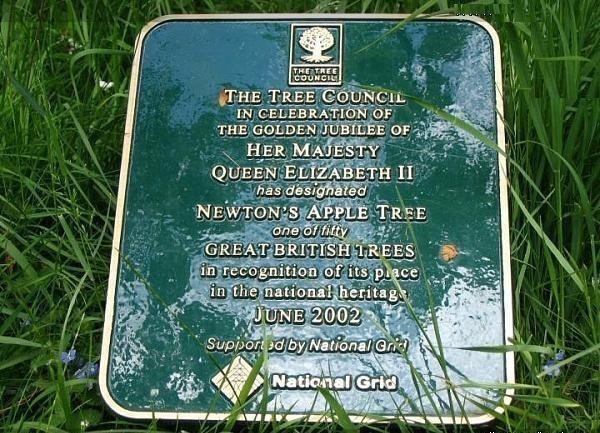 THE TREE COUNCIL
THE TREE COUNCIL
IN CELEBRATION OF
THE GOLDEN JUBILEE OF
HER MAJESTY
QUEEN ELIZABETH II
has designated
NEWTON'S APPLE TREE
one of fifty
GREAT BRITISH TREES
in recognition of its place
in the national heritage
JUNE 2002
Supported by National Grid
National Grid